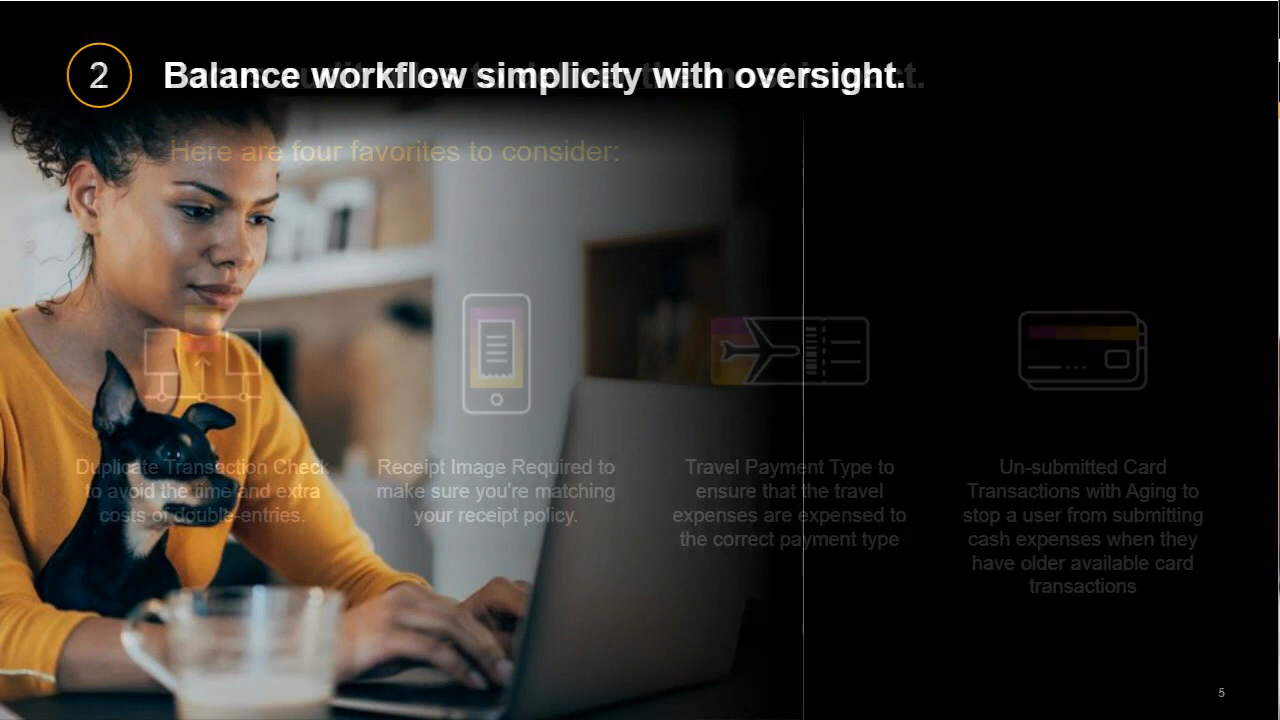 2
Balance workflow simplicity with oversight.
Here are four favorites to consider:
Duplicate Transaction Check
to avoid the time and extra
costs of double-entries.
Receipt Image Required to
make sure you're matching
your receipt policy.
Travel Payment Type to
ensure that the travel
expenses are expensed to
the correct payment type
Un-submitted Card
Transactions with Aging to
stop a user from submitting
cash expenses when they
have older available card
transactions
5